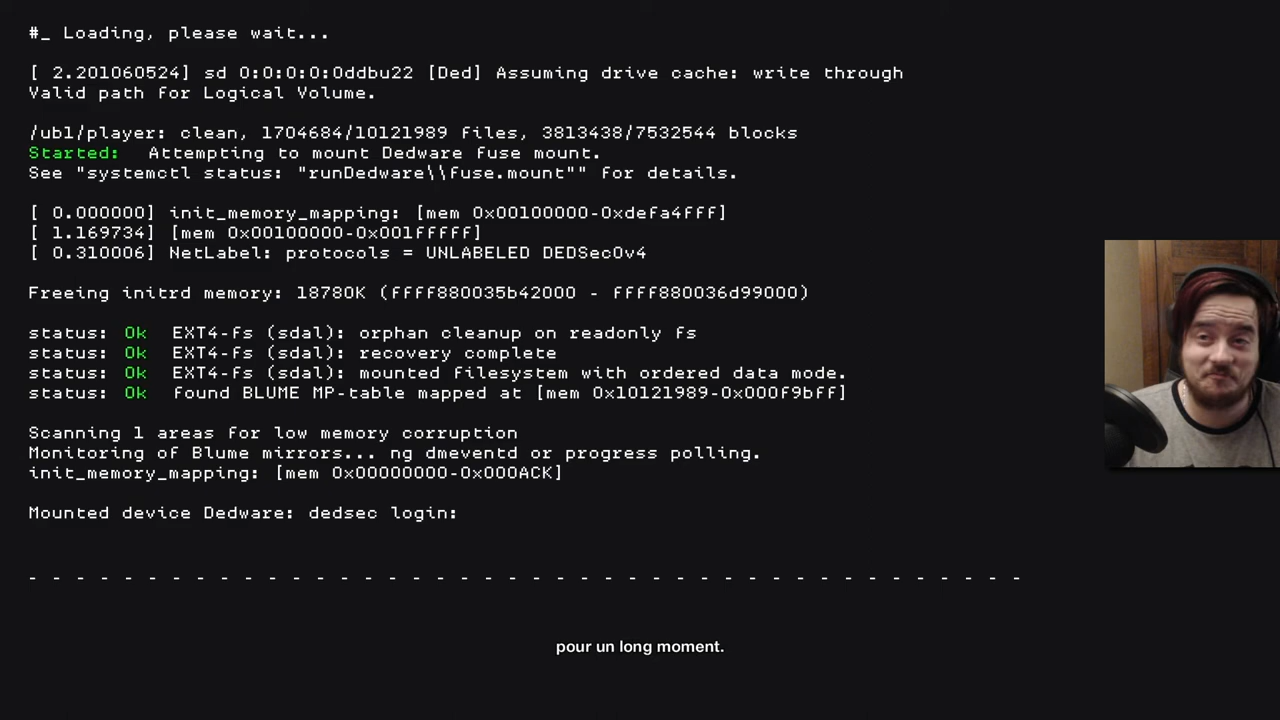 #_ Loading, please wait...
[ 2.201060524] sd 0:0:0:0:0ddbu22 [Ded] Assuming drive cache: write through
Valid path for Logical Volume.
/ubl/player: clean, 1704684/10121989 files, 3813438/7532544 blocks
Started: Attempting to mount Dedware Fuse mount.
See "systemctl status: "runDedware\\fuse.mount"" for details.
[ 0.000000] init_memory_mapping: [mem 0x00100000-0xdefa4fff]
[ 1.169734] [mem 0x00100000-0x001fffff]
[ 0.310006] NetLabel: protocols = UNLABELED DEDSecOv4
Freeing initrd memory: 18780K (ffff880035b42000 - ffff880036d99000)
status: Ok EXT4-fs (sdal): orphan cleanup on readonly fs
status: Ok EXT4-fs (sdal): recovery complete
status: Ok EXT4-fs (sdal): mounted filesystem with ordered data mode.
status: Ok found BLUME MP-table mapped at [mem 0x10121989-0x000f9bff]
Scanning 1 areas for low memory corruption
Monitoring of Blume mirrors... ng dmeventd or progress polling.
init_memory_mapping: [mem 0x00000000-0x000ACK]
Mounted device Dedware: dedsec login:
- - - - - - - - - - - - - - - - - - - - - - - - - - - - - - - - - - - - - - - - - -
pour un long moment.